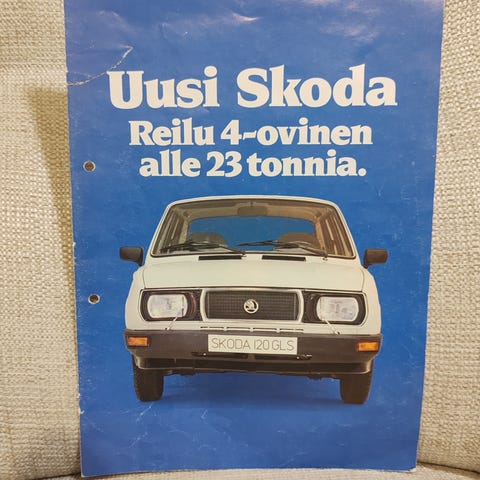 Uusi Skoda
Reilu 4-ovinen
alle 23 tonnia.
SKODA 120 GLS